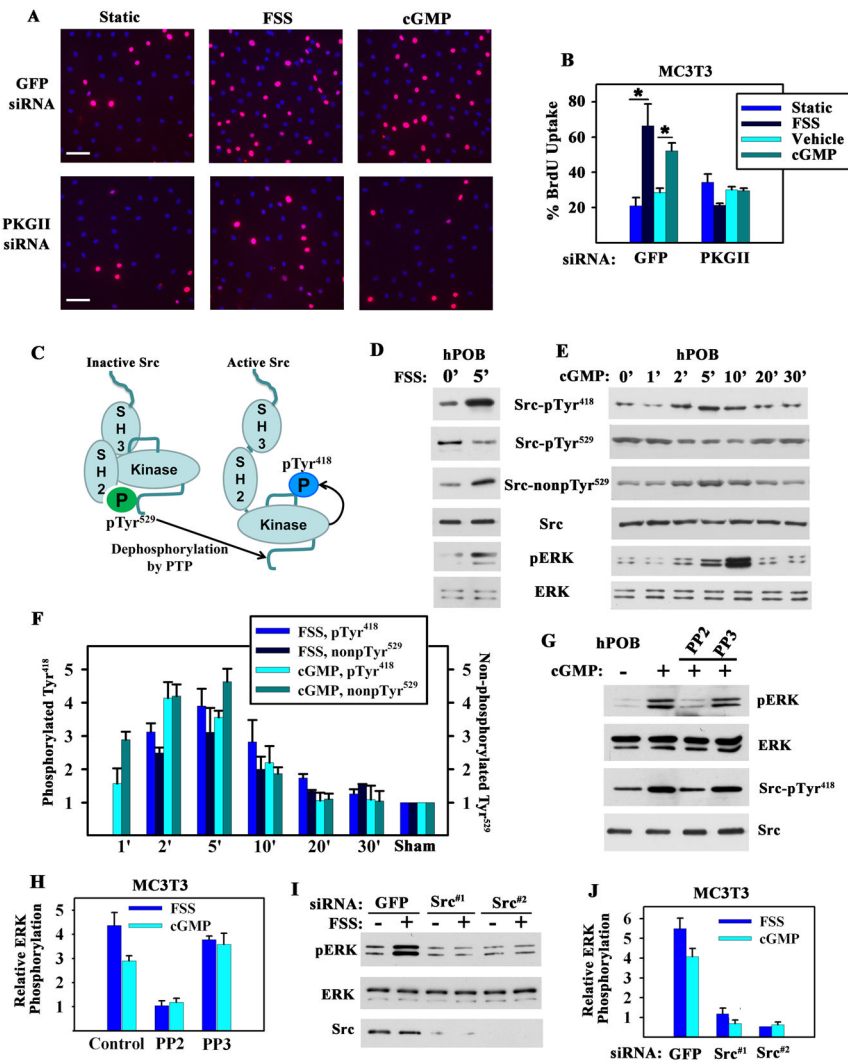 A
Static FSS cGMP
GFP
siRNA
PKGII
siRNA
B
MC3T3
% BrdU Uptake
80
60
40
20
Static
FSS
Vehicle
cGMP
* *
siRNA: GFP PKGII
C
Inactive Src Active Src
SH3
SH2
Kinase
P
pTyr529
SH3
SH2
pTyr418
P
Kinase
Dephosphorylation
by PTP
D
hPOB
FSS: 0' 5'
E
hPOB
cGMP: 0' 1' 2' 5' 10' 20' 30'
Src-pTyr418
Src-pTyr529
Src-nonpTyr529
Src
pERK
ERK
F
FSS, pTyr418
FSS, nonpTyr529
cGMP, pTyr418
cGMP, nonpTyr529
Phosphorylated Tyr418
5
4
3
2
1
Non-phosphorylated Tyr529
5
4
3
2
1
1' 2' 5' 10' 20' 30' Sham
G
hPOB PP2 PP3
cGMP: - + + +
pERK
ERK
Src-pTyr418
Src
H
MC3T3
Relative ERK
Phosphorylation
5
4
3
2
1
FSS
cGMP
Control PP2 PP3
I
siRNA: GFP Src#1 Src#2
FSS: - + - + - +
pERK
ERK
Src
J
MC3T3
Relative ERK
Phosphorylation
6
5
4
3
2
1
FSS
cGMP
siRNA: GFP Src#1 Src#2